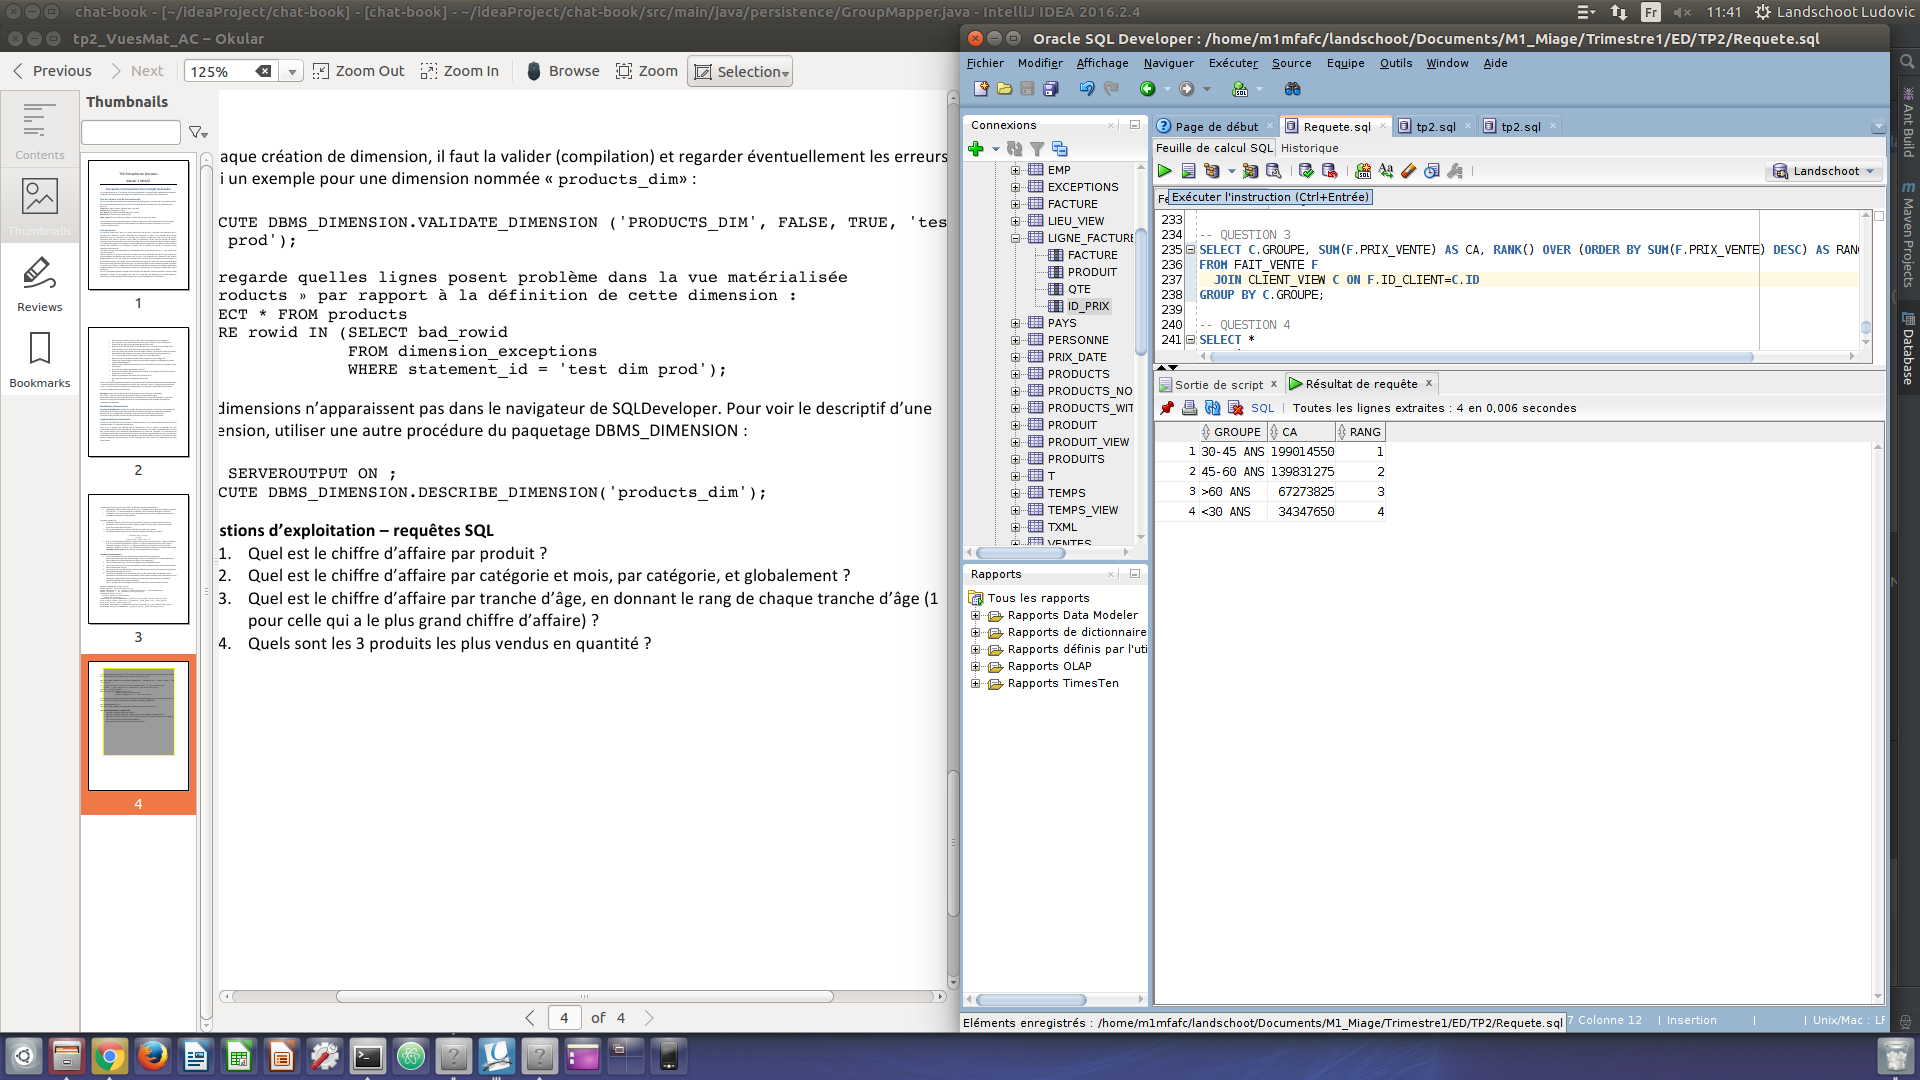 chat-book - [~/ideaProject/chat-book] - [chat-book] - ~/ideaProject/chat-book/src/main/java/persistence/GroupMapper.java - IntelliJ IDEA 2016.2.4
Fr
11:41
Landschoot Ludovic
tp2_VuesMat_AC – Okular
Previous
Next
125%
Zoom Out
Zoom In
Browse
Zoom
Selection
Contents
Thumbnails
Reviews
Bookmarks
Thumbnails
1
2
3
4
aque création de dimension, il faut la valider (compilation) et regarder éventuellement les erreurs
i un exemple pour une dimension nommée « products_dim» :
CUTE DBMS_DIMENSION.VALIDATE_DIMENSION ('PRODUCTS_DIM', FALSE, TRUE, 'tes
prod');
regarde quelles lignes posent problème dans la vue matérialisée
roducts » par rapport à la définition de cette dimension :
ECT * FROM products
RE rowid IN (SELECT bad_rowid
FROM dimension_exceptions
WHERE statement_id = 'test dim prod');
dimensions n'apparaissent pas dans le navigateur de SQLDeveloper. Pour voir le descriptif d'une
ension, utiliser une autre procédure du paquetage DBMS_DIMENSION :
SERVEROUTPUT ON ;
CUTE DBMS_DIMENSION.DESCRIBE_DIMENSION('products_dim');
stions d'exploitation – requêtes SQL
1. Quel est le chiffre d'affaire par produit ?
2. Quel est le chiffre d'affaire par catégorie et mois, par catégorie, et globalement ?
3. Quel est le chiffre d'affaire par tranche d'âge, en donnant le rang de chaque tranche d'âge (1
pour celle qui a le plus grand chiffre d'affaire) ?
4. Quels sont les 3 produits les plus vendus en quantité ?
4 of 4
Oracle SQL Developer : /home/m1mfafc/landschoot/Documents/M1_Miage/Trimestre1/ED/TP2/Requete.sql
Fichier Modifier Affichage Naviguer Exécuter Source Equipe Outils Window Aide
Connexions
EMP
EXCEPTIONS
FACTURE
LIEU_VIEW
LIGNE_FACTURE
FACTURE
PRODUIT
QTE
ID_PRIX
PAYS
PERSONNE
PRIX_DATE
PRODUCTS
PRODUCTS_NO
PRODUCTS_WIT
PRODUIT
PRODUIT_VIEW
PRODUITS
T
TEMPS
TEMPS_VIEW
TXML
VENTES
Rapports
Tous les rapports
Rapports Data Modeler
Rapports de dictionnaire
Rapports définis par l'uti
Rapports OLAP
Rapports TimesTen
Page de début
Requete.sql
tp2.sql
tp2.sql
Feuille de calcul SQL Historique
Landschoot
Fe
Exécuter l'instruction (Ctrl+Entrée)
233
234 -- QUESTION 3
235 SELECT C.GROUPE, SUM(F.PRIX_VENTE) AS CA, RANK() OVER (ORDER BY SUM(F.PRIX_VENTE) DESC) AS RANG
236 FROM FAIT_VENTE F
237 JOIN CLIENT_VIEW C ON F.ID_CLIENT=C.ID
238 GROUP BY C.GROUPE;
239
240 -- QUESTION 4
241 SELECT *
Sortie de script
Résultat de requête
SQL | Toutes les lignes extraites : 4 en 0,006 secondes
GROUPE CA RANG
1 30-45 ANS 199014550 1
2 45-60 ANS 139831275 2
3 >60 ANS 67273825 3
4 <30 ANS 34347650 4
Eléments enregistrés : /home/m1mfafc/landschoot/Documents/M1_Miage/Trimestre1/ED/TP2/Requete.sql
7 Colonne 12 | Insertion | | Unix/Mac : LF
Ant Build
Maven Projects
Database